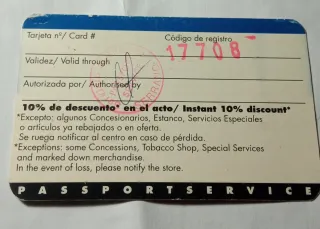 Tarjeta nº/ Card #
Código de registro
17708
Validez/ Valid through
Autorizada por/ Authorised by
10% de descuento* en el acto/ Instant 10% discount*
*Excepto: algunos Concesionarios, Estanco, Servicios Especiales
o artículos ya rebajados o en oferta.
Se ruega notificar al centro en caso de pérdida.
*Exceptions: some Concessions, Tobacco Shop, Special Services
and marked down merchandise.
In the event of loss, please notify the store.
PASSPORTSERVICE